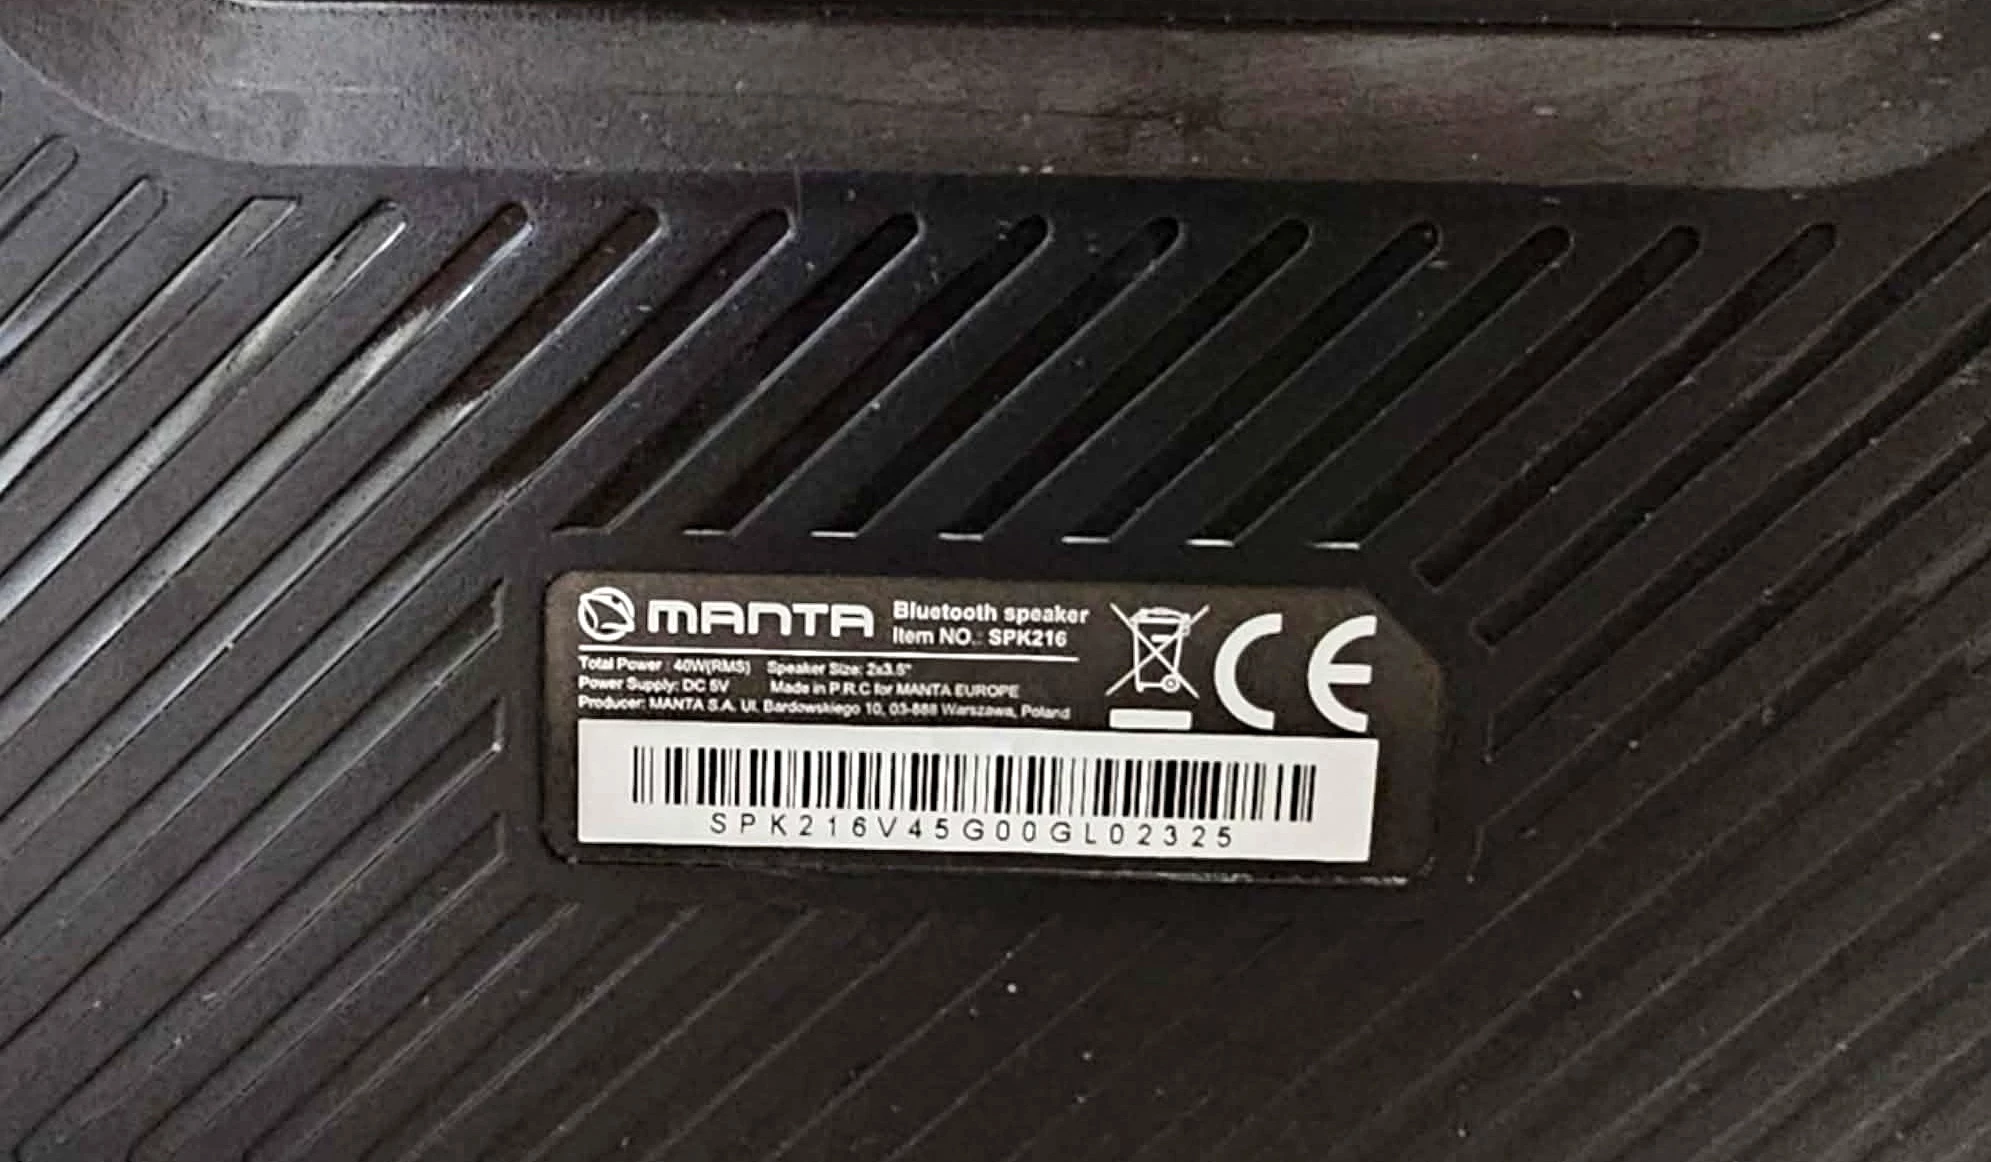 MANTA
Bluetooth speaker
Item NO.: SPK216
Total Power : 40W(RMS) Speaker Size: 2x3.5"
Power Supply: DC 5V Made in P.R.C for MANTA EUROPE
Producer: MANTA S.A. Ul. Bardowskiego 10, 03-888 Warszawa, Poland
CE
SPK216V45G00GL02325